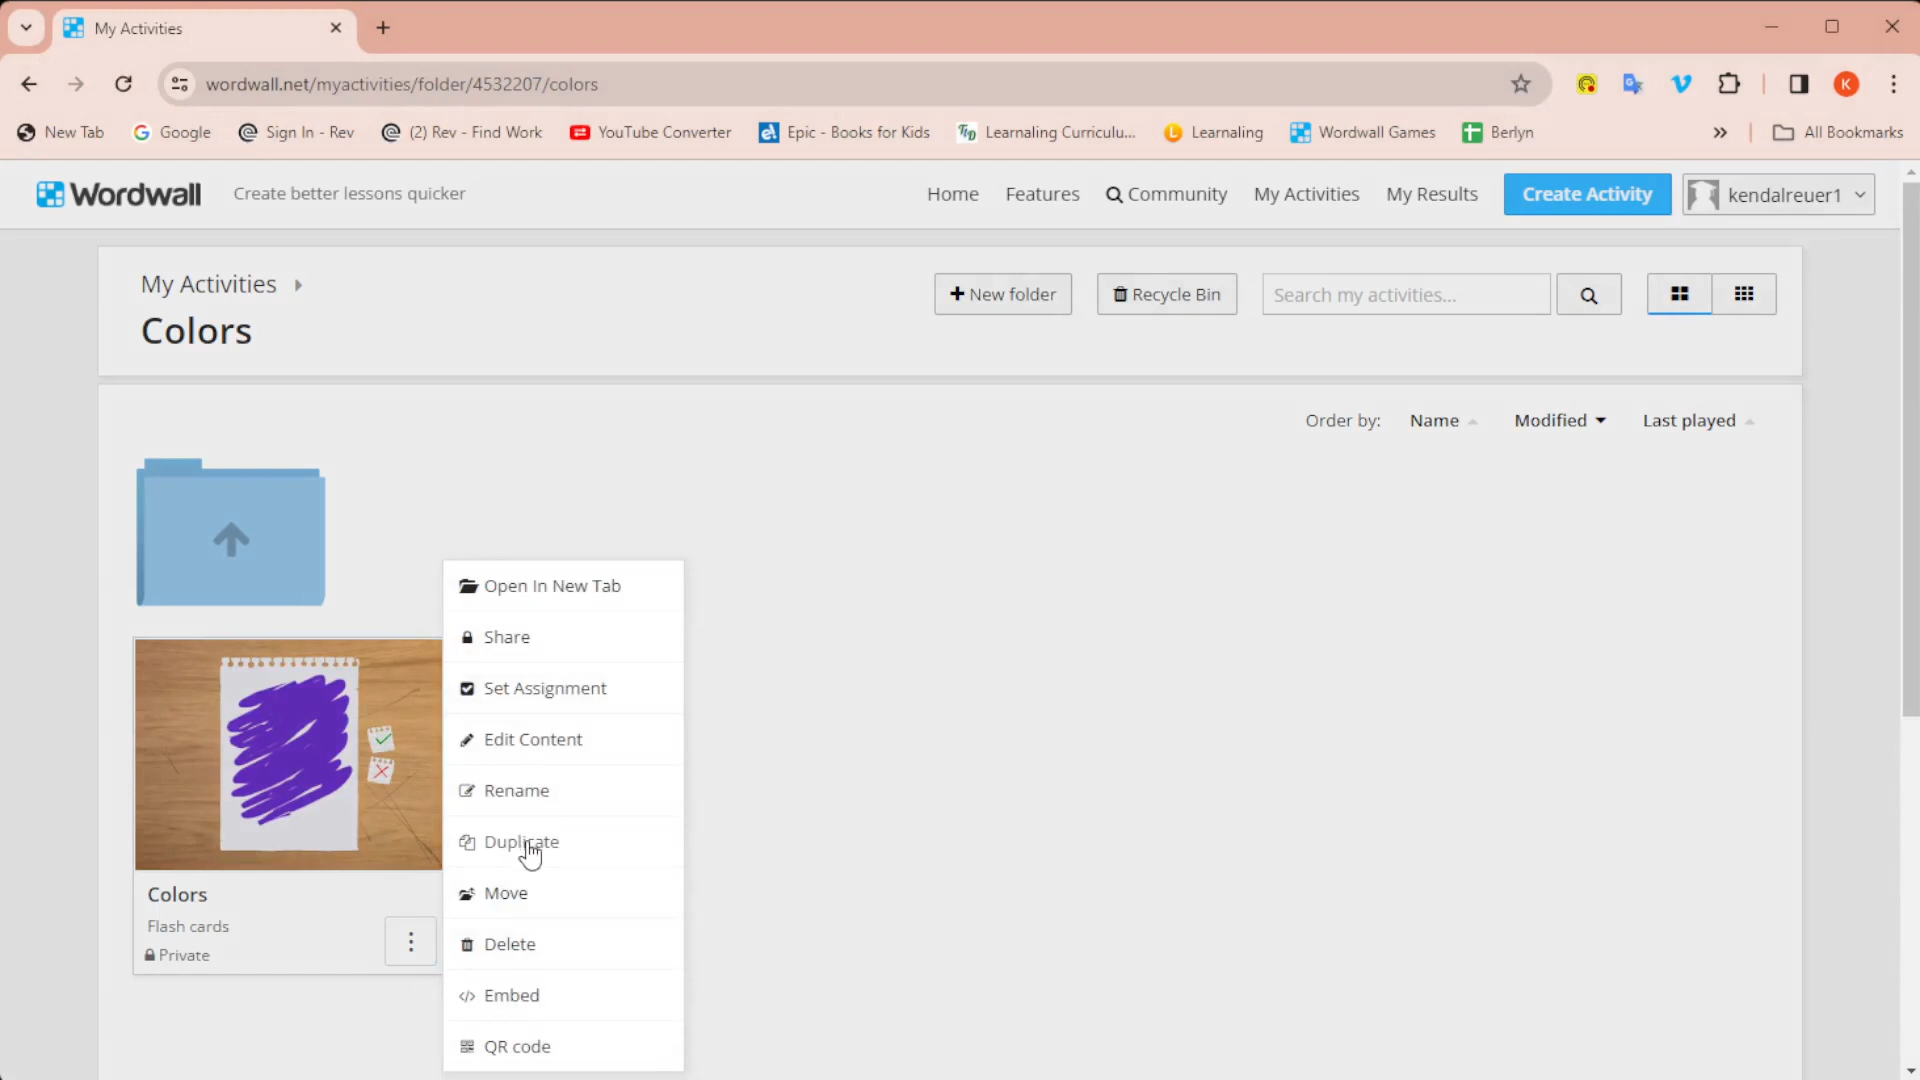 My Activities
wordwall.net/myactivities/folder/4532207/colors
K
New Tab
Google
Sign In - Rev
(2) Rev - Find Work
YouTube Converter
Epic - Books for Kids
Learnaling Curriculu...
Learnaling
Wordwall Games
Berlyn
All Bookmarks
Wordwall
Create better lessons quicker
Home
Features
Community
My Activities
My Results
Create Activity
kendalreuer1
My Activities
New folder
Recycle Bin
Search my activities...
Colors
Order by:
Name
Modified
Last played
Open In New Tab
Share
Set Assignment
Edit Content
Rename
Duplicate
Move
Delete
Embed
QR code
Colors
Flash cards
Private